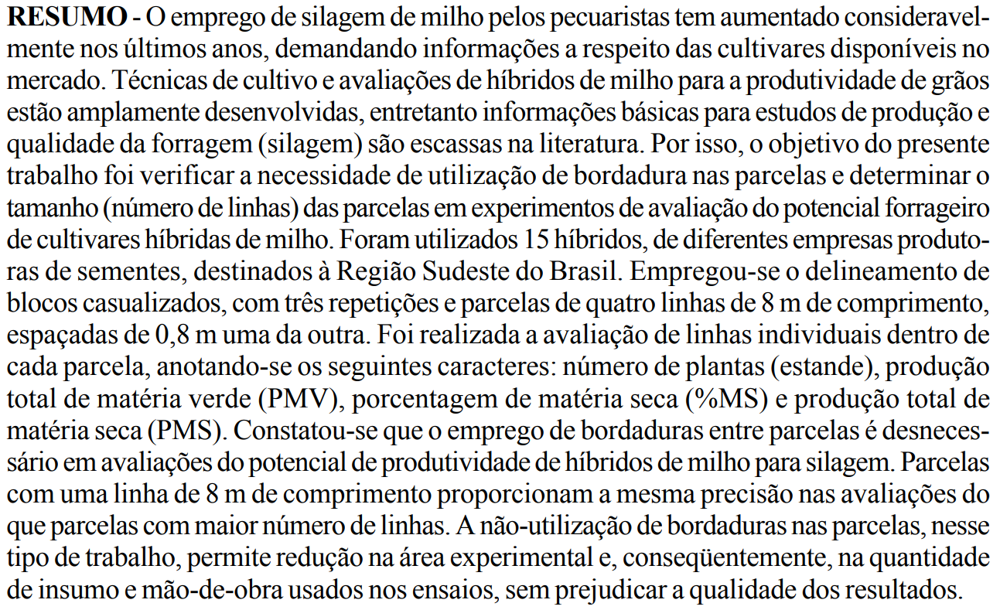 RESUMO - O emprego de silagem de milho pelos pecuaristas tem aumentado consideravel-
mente nos últimos anos, demandando informações a respeito das cultivares disponíveis no
mercado. Técnicas de cultivo e avaliações de híbridos de milho para a produtividade de grãos
estão amplamente desenvolvidas, entretanto informações básicas para estudos de produção e
qualidade da forragem (silagem) são escassas na literatura. Por isso, o objetivo do presente
trabalho foi verificar a necessidade de utilização de bordadura nas parcelas e determinar o
tamanho (número de linhas) das parcelas em experimentos de avaliação do potencial forrageiro
de cultivares híbridas de milho. Foram utilizados 15 híbridos, de diferentes empresas produto-
ras de sementes, destinados à Região Sudeste do Brasil. Empregou-se o delineamento de
blocos casualizados, com três repetições e parcelas de quatro linhas de 8 m de comprimento,
espaçadas de 0,8 m uma da outra. Foi realizada a avaliação de linhas individuais dentro de
cada parcela, anotando-se os seguintes caracteres: número de plantas (estande), produção
total de matéria verde (PMV), porcentagem de matéria seca (%MS) e produção total de
matéria seca (PMS). Constatou-se que o emprego de bordaduras entre parcelas é desneces-
sário em avaliações do potencial de produtividade de híbridos de milho para silagem. Parcelas
com uma linha de 8 m de comprimento proporcionam a mesma precisão nas avaliações do
que parcelas com maior número de linhas. A não-utilização de bordaduras nas parcelas, nesse
tipo de trabalho, permite redução na área experimental e, conseqüentemente, na quantidade
de insumo e mão-de-obra usados nos ensaios, sem prejudicar a qualidade dos resultados.